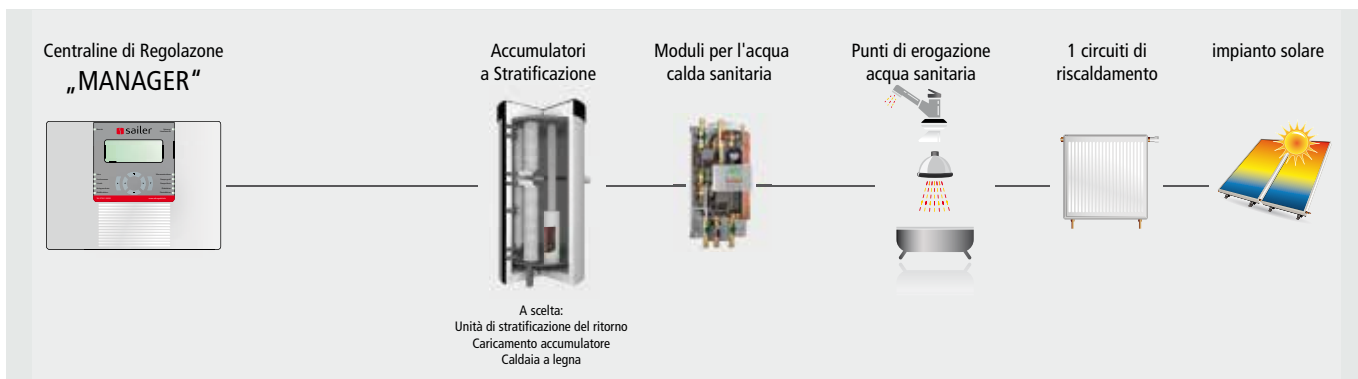 Centraline di Regolazone
„MANAGER“
sailer
Accumulatori
a Stratificazione
A scelta:
Unità di stratificazione del ritorno
Caricamento accumulatore
Caldaia a legna
Moduli per l'acqua
calda sanitaria
Punti di erogazione
acqua sanitaria
1 circuiti di
riscaldamento
impianto solare